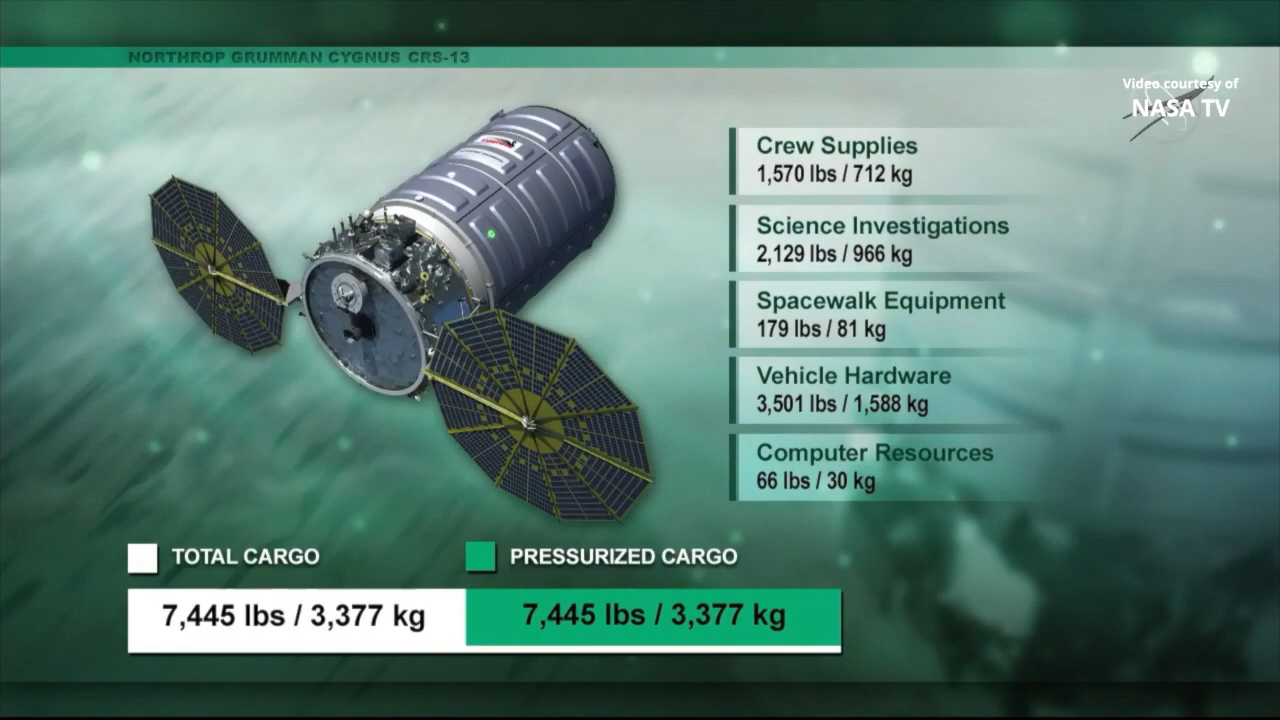 NORTHROP GRUMMAN CYGNUS CRS-13
Video courtesy of
NASA TV
Crew Supplies
1,570 lbs / 712 kg
Science Investigations
2,129 lbs / 966 kg
Spacewalk Equipment
179 lbs / 81 kg
Vehicle Hardware
3,501 lbs / 1,588 kg
Computer Resources
66 lbs / 30 kg
TOTAL CARGO
PRESSURIZED CARGO
7,445 lbs / 3,377 kg
7,445 lbs / 3,377 kg